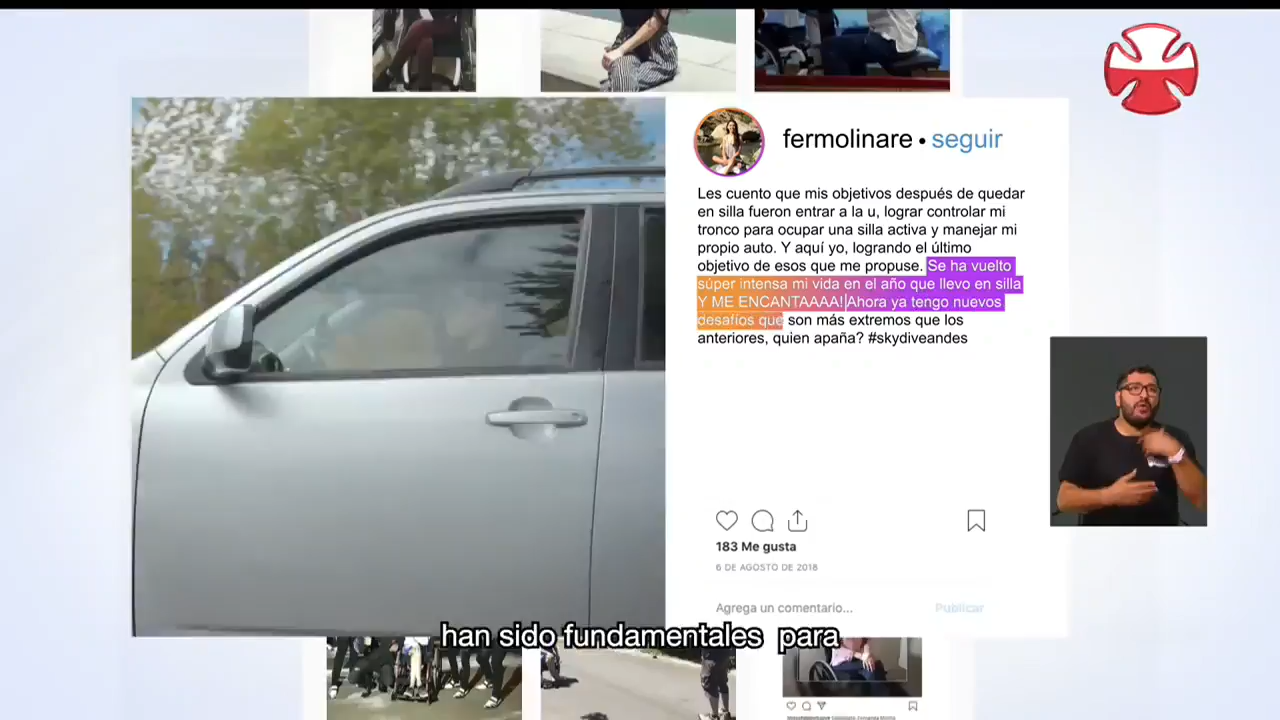 fermolinare • seguir
Les cuento que mis objetivos después de quedar
en silla fueron entrar a la u, lograr controlar mi
tronco para ocupar una silla activa y manejar mi
propio auto. Y aquí yo, logrando el último
objetivo de esos que me propuse. Se ha vuelto
súper intensa mi vida en el año que llevo en silla
Y ME ENCANTAAAA! Ahora ya tengo nuevos
desafíos que son más extremos que los
anteriores, quien apaña? #skydiveandes
183 Me gusta
6 DE AGOSTO DE 2018
Agrega un comentario... Publicar
han sido fundamentales para